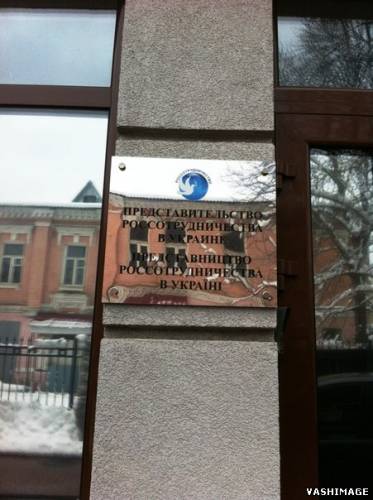 ПРЕДСТАВИТЕЛЬСТВО
РОССОТРУДНИЧЕСТВА
В УКРАИНЕ
ПРЕДСТАВНИЦТВО
РОССОТРУДНИЧЕСТВА
В УКРАЇНІ
VASHIMAGE